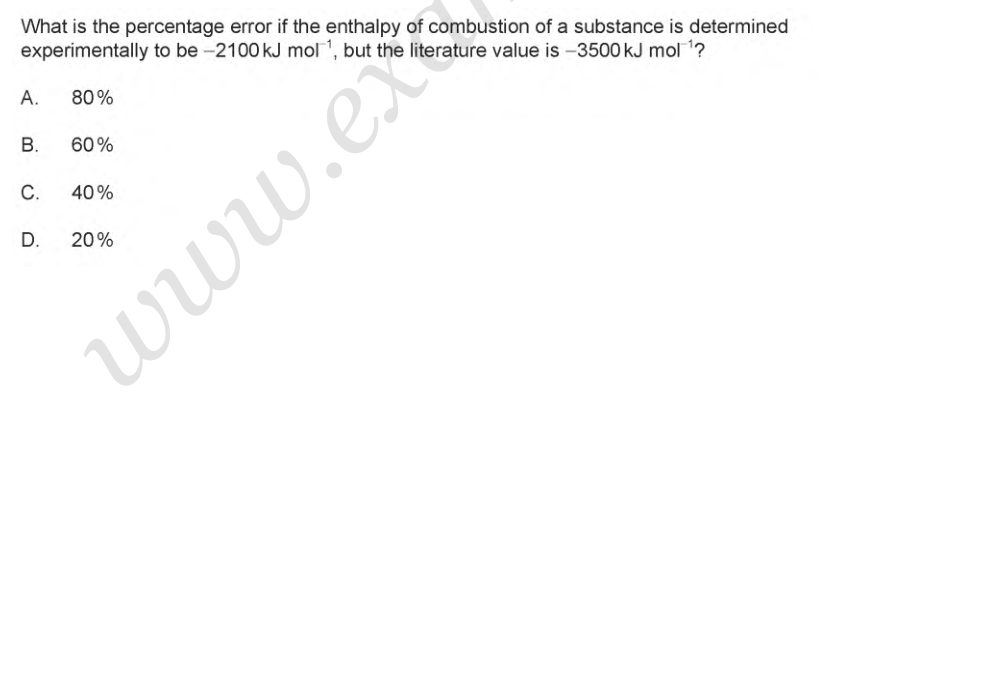 What is the percentage error if the enthalpy of combustion of a substance is determined
experimentally to be –2100 kJ mol⁻¹, but the literature value is –3500 kJ mol⁻¹?
A. 80%
B. 60%
C. 40%
D. 20%
www.exa